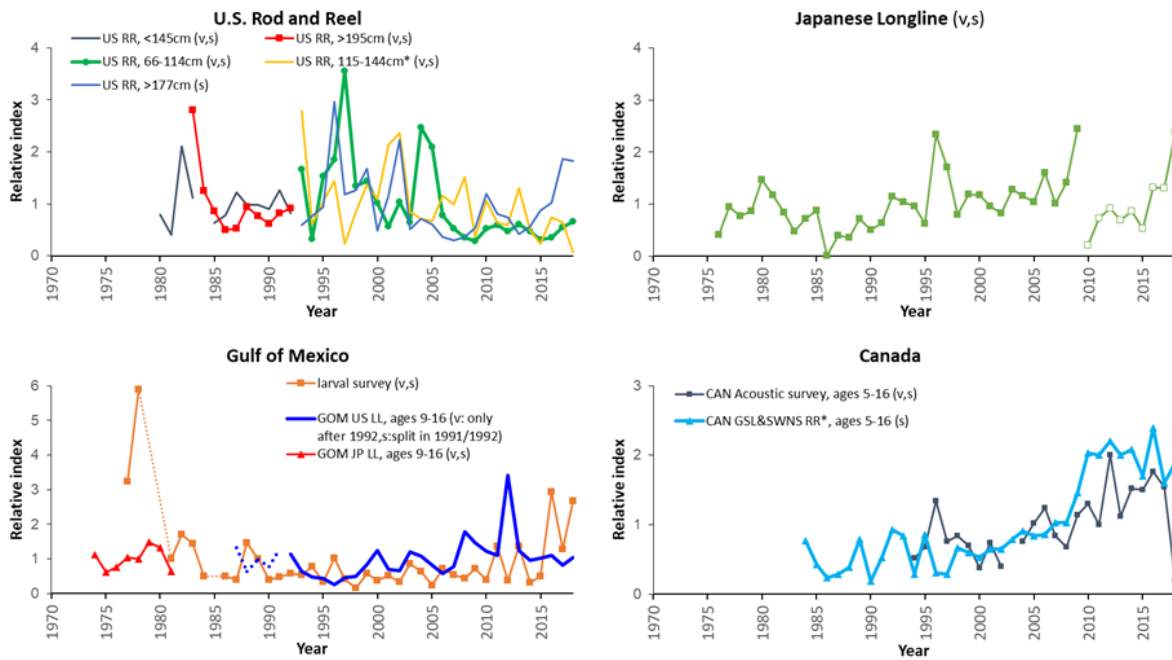 U.S. Rod and Reel
US RR, <145cm (v,s)
US RR, >195cm (v,s)
US RR, 66-114cm (v,s)
US RR, 115-144cm* (v,s)
US RR, >177cm (s)
Relative index
4
3
2
1
0
1970
1975
1980
1985
1990
1995
2000
2005
2010
2015
Year
Japanese Longline (v,s)
Relative index
4
3
2
1
0
1970
1975
1980
1985
1990
1995
2000
2005
2010
2015
Year
Gulf of Mexico
larval survey (v,s)
GOM US LL, ages 9-16 (v: only
after 1992,s:split in 1991/1992)
GOM JP LL, ages 9-16 (v,s)
Relative index
6
5
4
3
2
1
0
1970
1975
1980
1985
1990
1995
2000
2005
2010
2015
Year
Canada
CAN Acoustic survey, ages 5-16 (v,s)
CAN GSL&SWNS RR*, ages 5-16 (s)
Relative index
3
2
1
0
1970
1975
1980
1985
1990
1995
2000
2005
2010
2015
Year